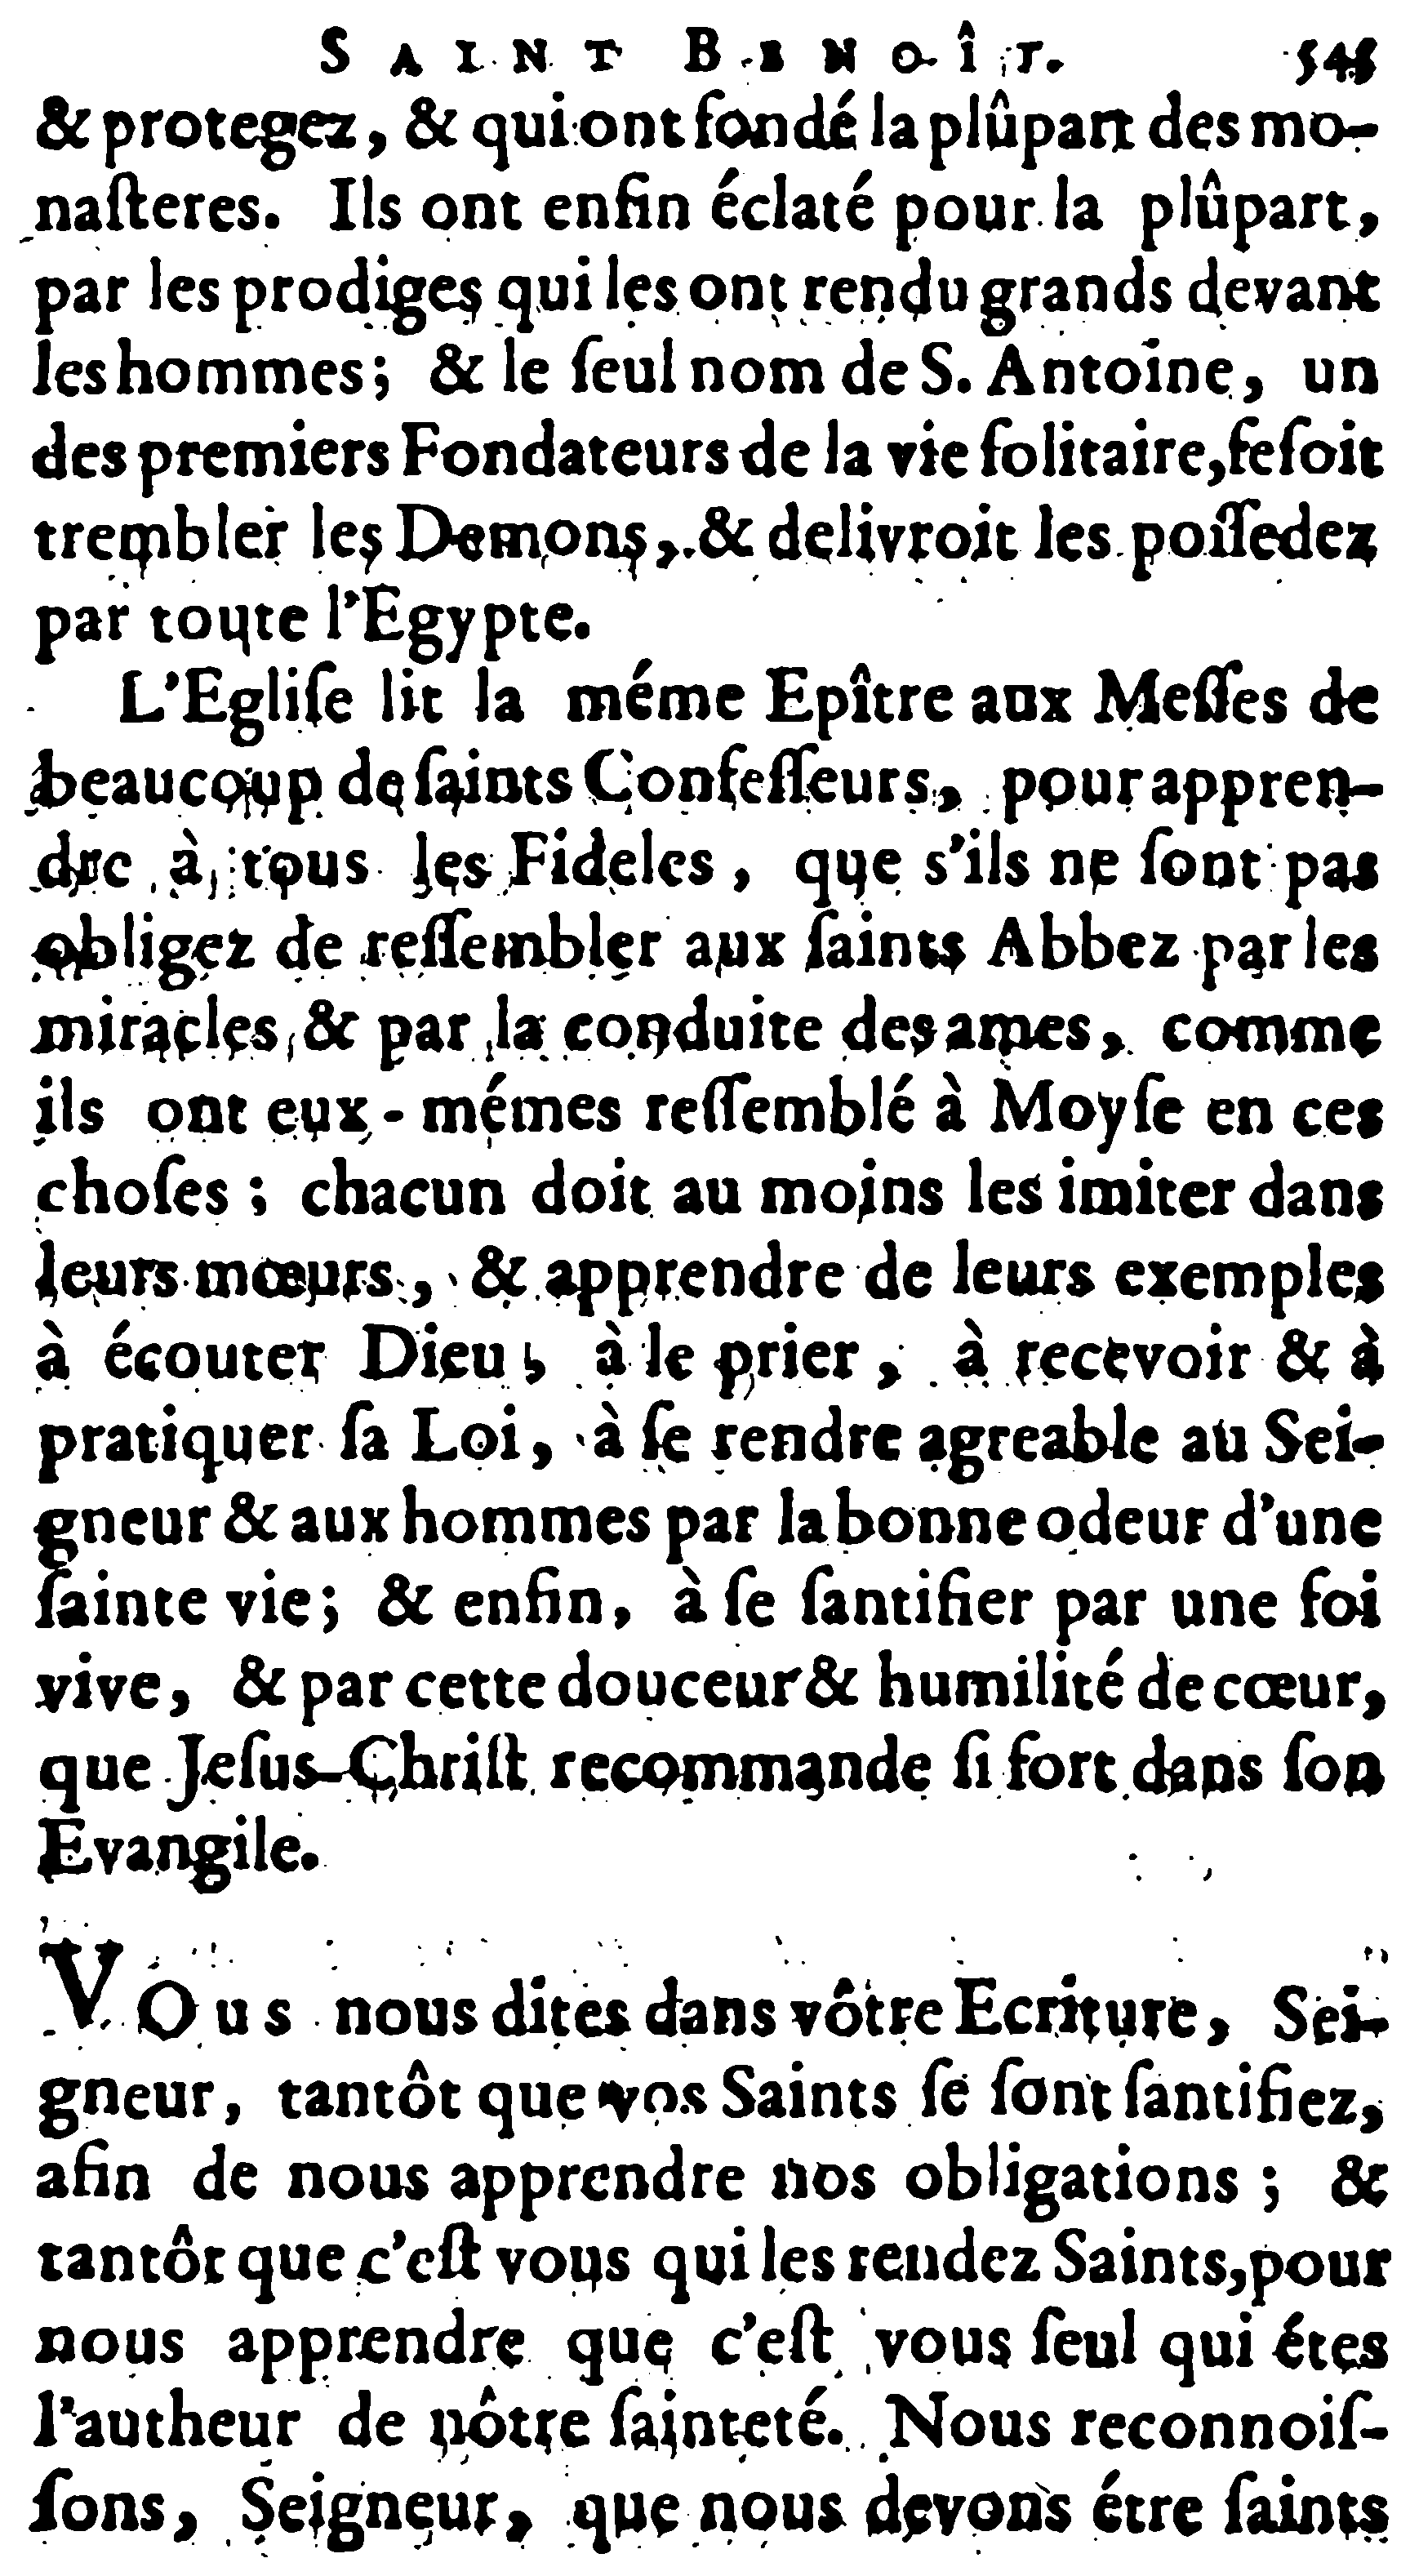 SAINT BENOÎT. 545
& protegez, & qui ont fondé la plûpart des mo-
naſteres. Ils ont enfin éclaté pour la plûpart,
par les prodiges qui les ont rendu grands devant
les hommes; & le ſeul nom de S. Antoine, un
des premiers Fondateurs de la vie ſolitaire, feſoit
trembler les Demons, & delivroit les poſſedez
par toute l'Egypte.
L'Egliſe lit la méme Epître aux Meſſes de
beaucoup de ſaints Confeſſeurs, pour appren-
dre à tous les Fideles, que s'ils ne ſont pas
obligez de reſſembler aux ſaints Abbez par les
miracles & par la conduite des ames, comme
ils ont eux-mémes reſſemblé à Moyſe en ces
choſes; chacun doit au moins les imiter dans
leurs mœurs, & apprendre de leurs exemples
à écouter Dieu, à le prier, à recevoir & à
pratiquer ſa Loi, à ſe rendre agreable au Sei-
gneur & aux hommes par la bonne odeur d'une
ſainte vie; & enfin, à ſe ſantifier par une foi
vive, & par cette douceur & humilité de cœur,
que Jeſus-Chriſt recommande ſi fort dans ſon
Evangile.
VOus nous dites dans vôtre Ecriture, Sei-
gneur, tantôt que vos Saints ſe ſont ſantifiez,
afin de nous apprendre nos obligations; &
tantôt que c'eſt vous qui les rendez Saints, pour
nous apprendre que c'eſt vous ſeul qui étes
l'autheur de nôtre ſainteté. Nous reconnoiſ-
ſons, Seigneur, que nous devons étre ſaints